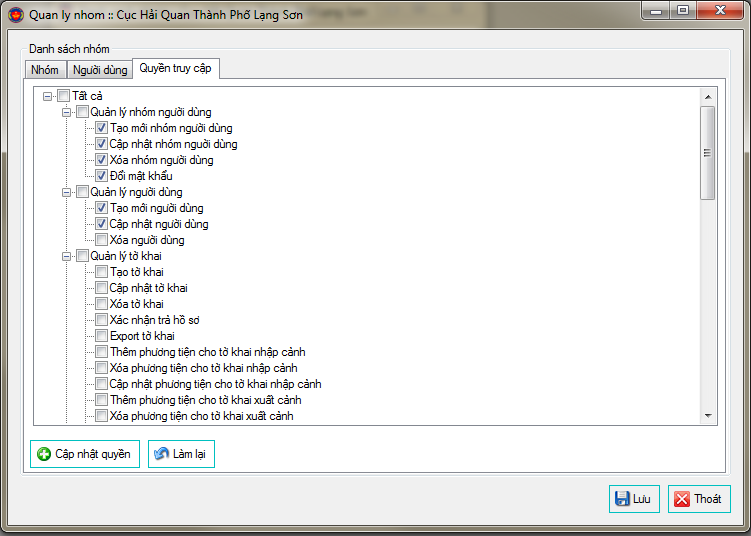 Quan ly nhom :: Cục Hải Quan Thành Phố Lạng Sơn
Danh sách nhóm
Nhóm Người dùng Quyền truy cập
Tất cả
Quản lý nhóm người dùng
Tạo mới nhóm người dùng
Cập nhật nhóm người dùng
Xóa nhóm người dùng
Đổi mật khẩu
Quản lý người dùng
Tạo mới người dùng
Cập nhật người dùng
Xóa người dùng
Quản lý tờ khai
Tạo tờ khai
Cập nhật tờ khai
Xóa tờ khai
Xác nhận trả hồ sơ
Export tờ khai
Thêm phương tiện cho tờ khai nhập cảnh
Xóa phương tiện cho tờ khai nhập cảnh
Cập nhật phương tiện cho tờ khai nhập cảnh
Thêm phương tiện cho tờ khai xuất cảnh
Xóa phương tiện cho tờ khai xuất cảnh
Cập nhật quyền Làm lại
Lưu Thoát